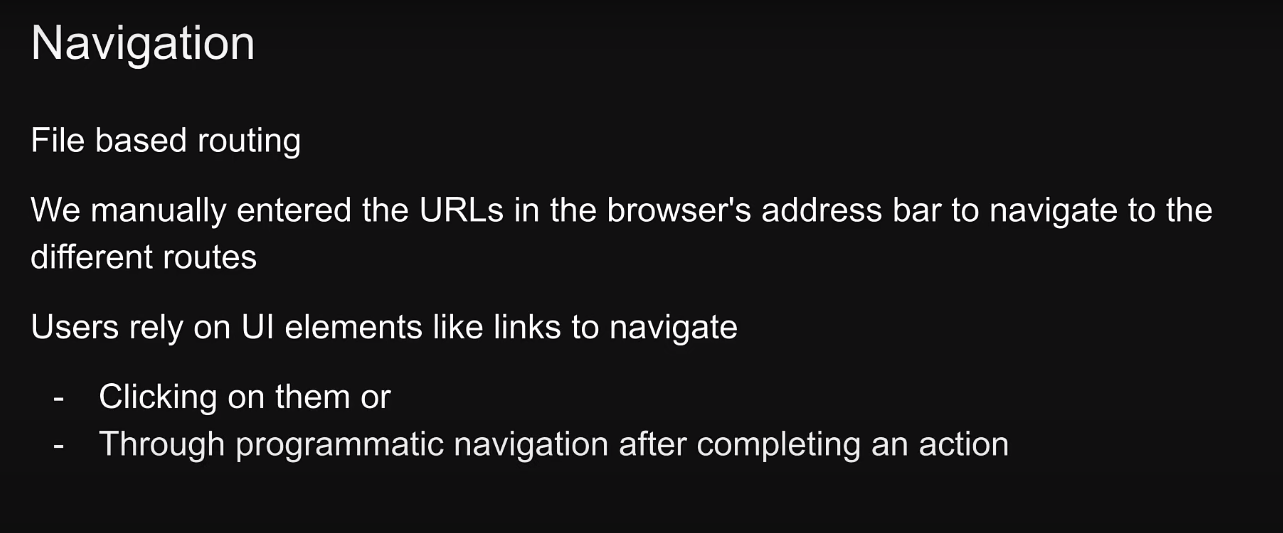 Navigation
File based routing
We manually entered the URLs in the browser's address bar to navigate to the
different routes
Users rely on UI elements like links to navigate
- Clicking on them or
- Through programmatic navigation after completing an action